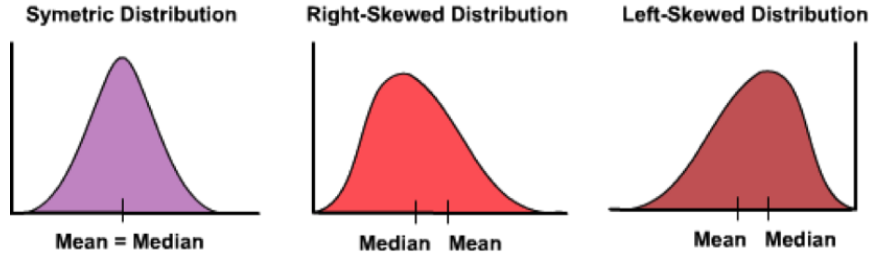 Symetric Distribution
Right-Skewed Distribution
Left-Skewed Distribution
Mean = Median
Median Mean
Mean Median